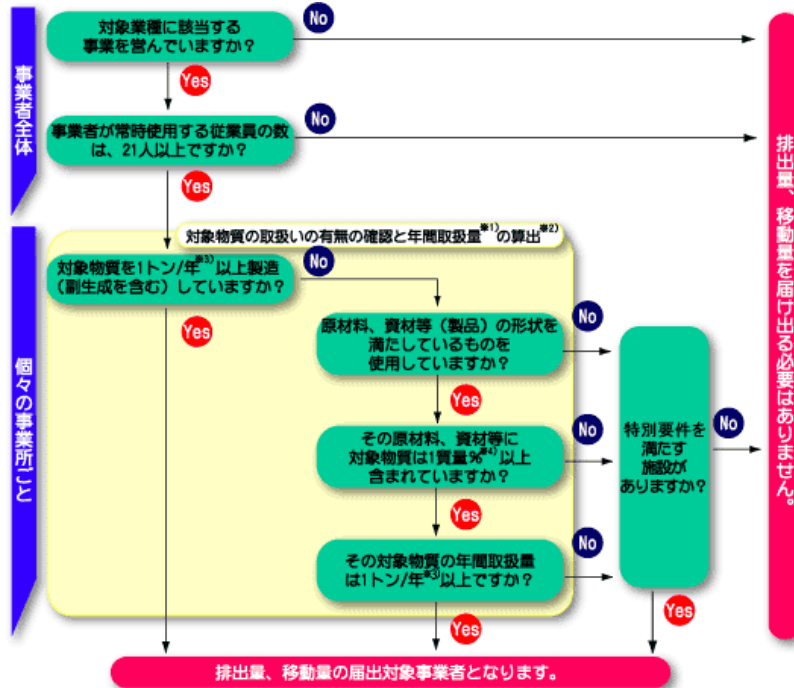 対象業種に該当する
事業を営んでいますか？
No
Yes
事業者全体
事業者が常時使用する従業員の数
は、21人以上ですか？
No
Yes
対象物質の取扱いの有無の確認と年間取扱量※1)の算出※2)
対象物質を1トン/年※3)以上製造
（副生成を含む）していますか？
No
Yes
原材料、資材等（製品）の形状を
満たしているものを
使用していますか？
No
Yes
個々の事業所ごと
その原材料、資材等に
対象物質は1質量%※4)以上
含まれていますか？
No
Yes
その対象物質の年間取扱量
は1トン/年※3)以上ですか？
No
Yes
特別要件を
満たす
施設が
ありますか？
No
Yes
排出量、移動量を届け出る必要はありません。
排出量、移動量の届出対象事業者となります。